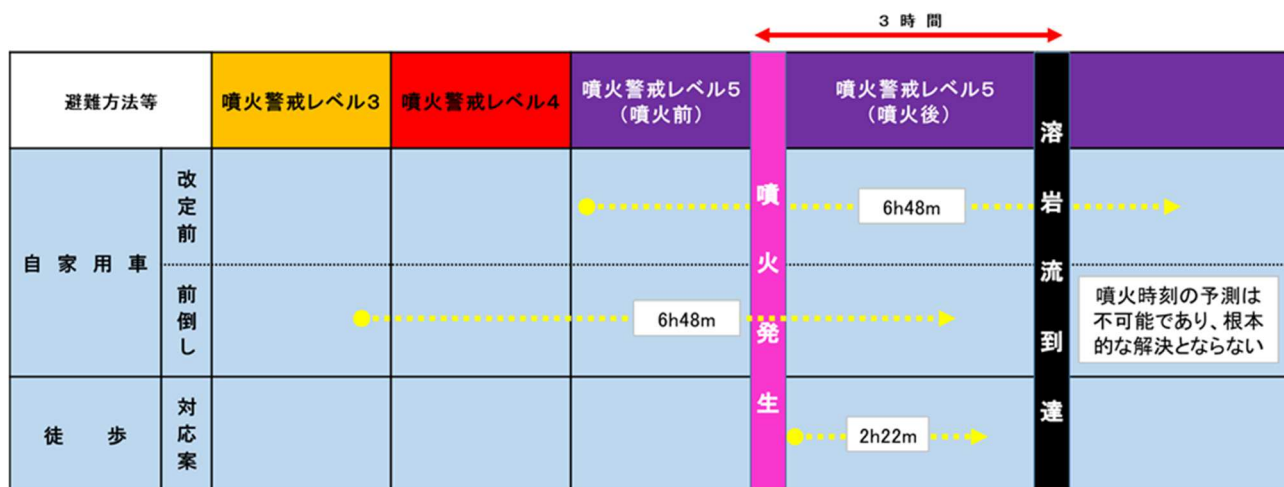 3時間
避難方法等
噴火警戒レベル3
噴火警戒レベル4
噴火警戒レベル5
(噴火前)
噴火警戒レベル5
(噴火後)
噴火発生
溶岩流到達
自家用車
改定前
6h48m
前倒し
6h48m
噴火時刻の予測は
不可能であり、根本
的な解決とならない
徒歩
対応案
2h22m